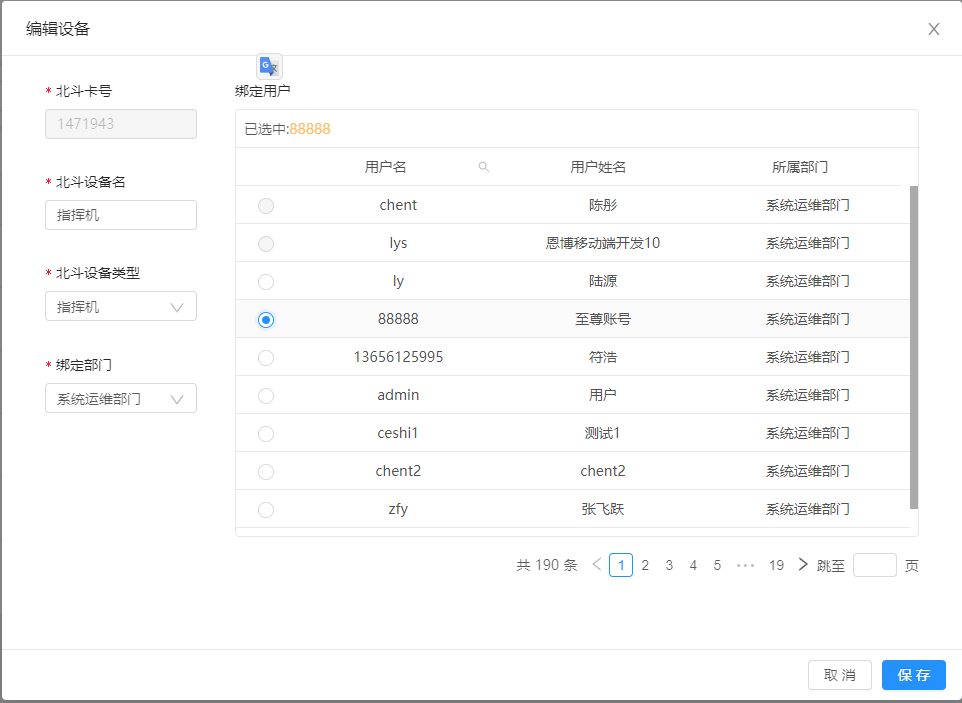 编辑设备
* 北斗卡号
1471943
* 北斗设备名
指挥机
* 北斗设备类型
指挥机
* 绑定部门
系统运维部门
绑定用户
已选中:88888
用户名 用户姓名 所属部门
chent 陈彤 系统运维部门
lys 恩博移动端开发10 系统运维部门
ly 陆源 系统运维部门
88888 至尊账号 系统运维部门
13656125995 符浩 系统运维部门
admin 用户 系统运维部门
ceshi1 测试1 系统运维部门
chent2 chent2 系统运维部门
zfy 张飞跃 系统运维部门
共 190 条 1 2 3 4 5 ••• 19 跳至 页
取 消 保 存